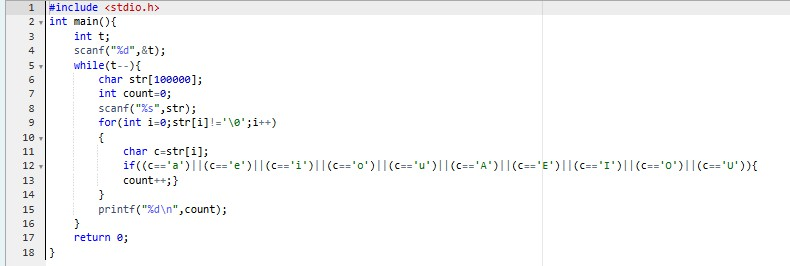 1 #include <stdio.h>
2 int main(){
3 int t;
4 scanf("%d",&t);
5 while(t--){
6 char str[100000];
7 int count=0;
8 scanf("%s",str);
9 for(int i=0;str[i]!='\0';i++)
10 {
11 char c=str[i];
12 if((c=='a')||(c=='e')||(c=='i')||(c=='o')||(c=='u')||(c=='A')||(c=='E')||(c=='I')||(c=='O')||(c=='U')){
13 count++;}
14 }
15 printf("%d\n",count);
16 }
17 return 0;
18 }